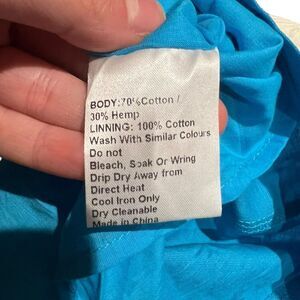 BODY:70%Cotton /
30% Hemp
LINNING: 100% Cotton
Wash With Similar Colours
Do not
Bleach, Soak Or Wring
Drip Dry Away from
Direct Heat
Cool Iron Only
Dry Cleanable
Made in China